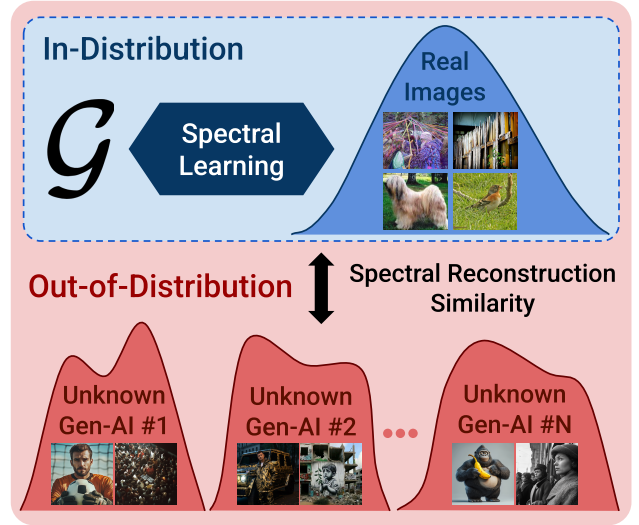 In-Distribution
𝒢
Spectral
Learning
Real
Images
Out-of-Distribution
Spectral Reconstruction
Similarity
Unknown
Gen-AI #1
Unknown
Gen-AI #2
Unknown
Gen-AI #N